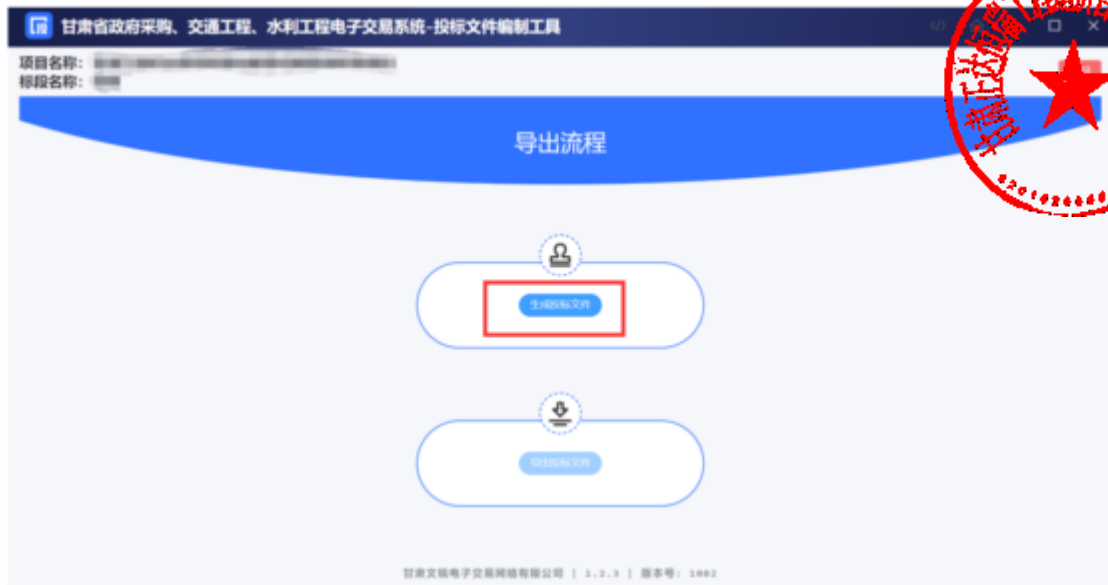 甘肃省政府采购、交通工程、水利工程电子交易系统-投标文件编制工具
项目名称：
标段名称：
导出流程
生成投标文件
导出投标文件
甘肃文锐电子交易网络有限公司 | 1.2.3 | 版本号: 1002